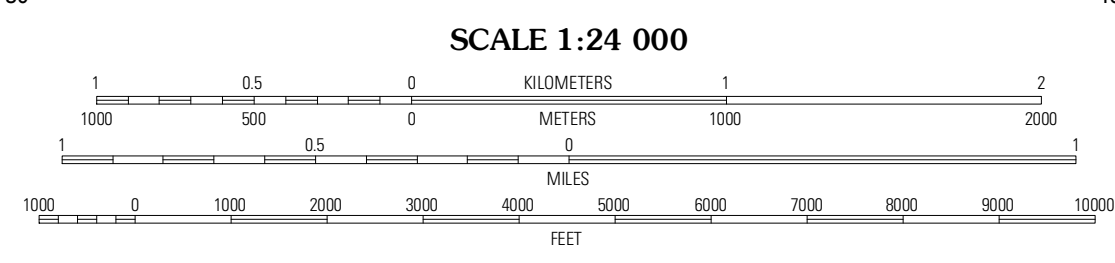 SCALE 1:24 000
1 0.5 0 KILOMETERS 1 2
1000 500 0 METERS 1000 2000
1 0.5 0 1
MILES
1000 0 1000 2000 3000 4000 5000 6000 7000 8000 9000 10000
FEET